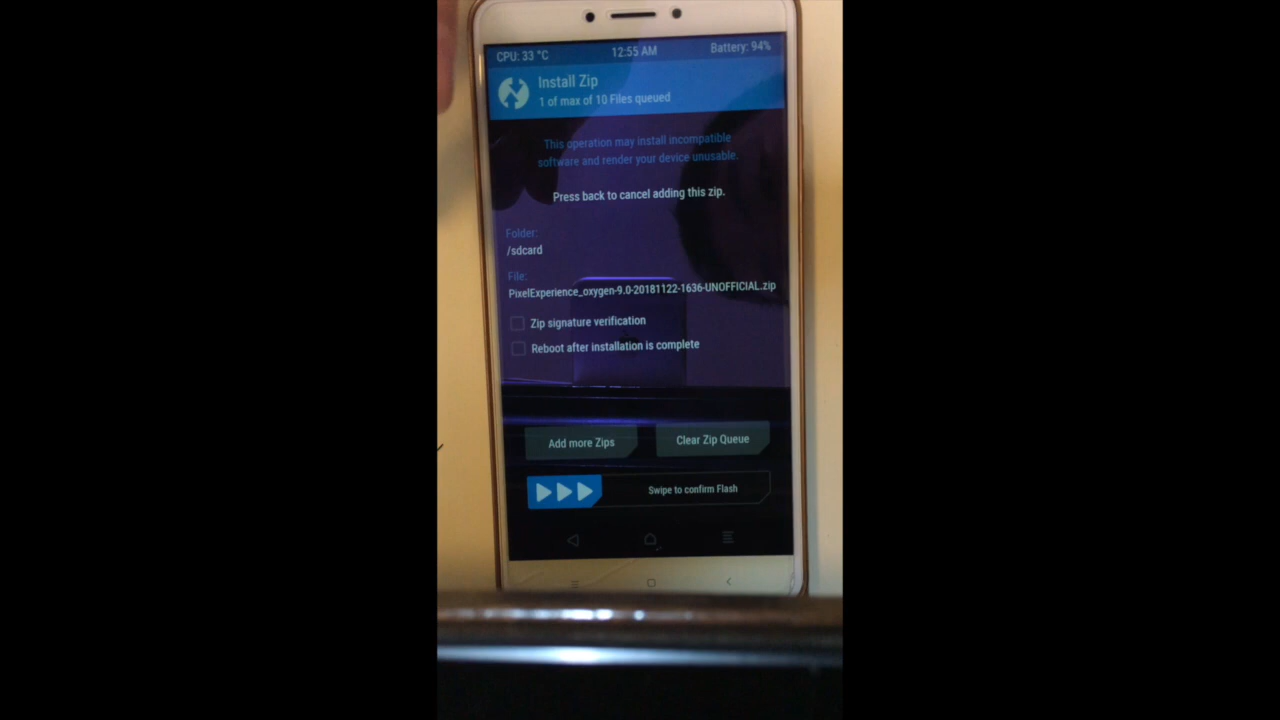 CPU: 33 °C 12:55 AM Battery: 94%
Install Zip
1 of max of 10 Files queued
This operation may install incompatible
software and render your device unusable.
Press back to cancel adding this zip.
Folder:
/sdcard
File:
PixelExperience_oxygen-9.0-20181122-1636-UNOFFICIAL.zip
Zip signature verification
Reboot after installation is complete
Add more Zips Clear Zip Queue
Swipe to confirm Flash